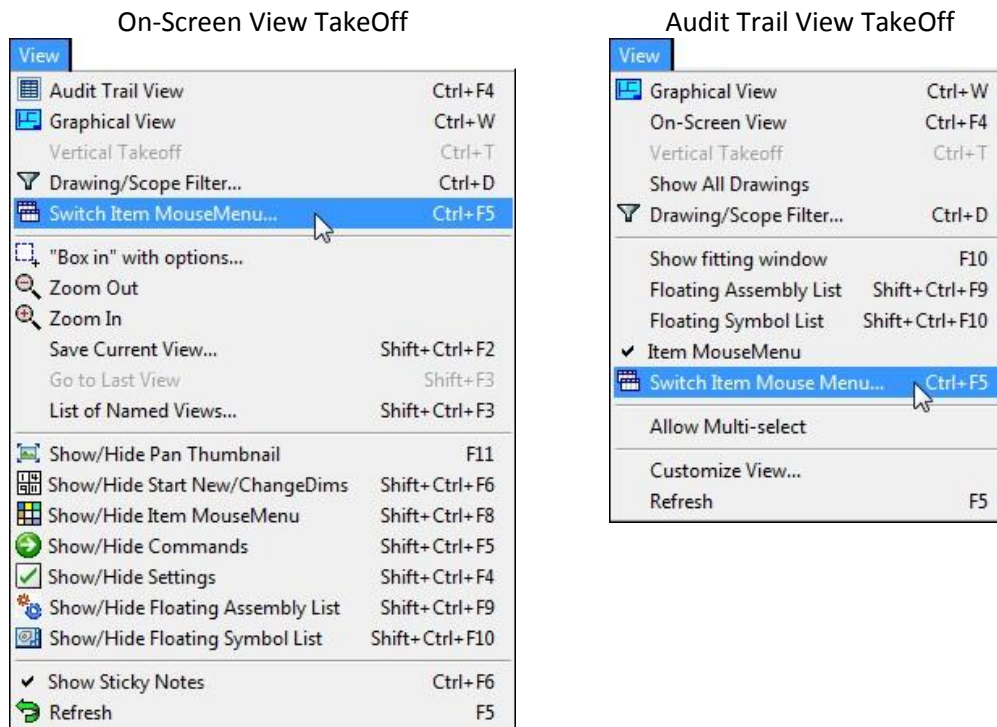 On-Screen View TakeOff
View
Audit Trail View Ctrl+F4
Graphical View Ctrl+W
Vertical Takeoff Ctrl+T
Drawing/Scope Filter... Ctrl+D
Switch Item MouseMenu... Ctrl+F5
"Box in" with options...
Zoom Out
Zoom In
Save Current View... Shift+Ctrl+F2
Go to Last View Shift+F3
List of Named Views... Shift+Ctrl+F3
Show/Hide Pan Thumbnail F11
Show/Hide Start New/ChangeDims Shift+Ctrl+F6
Show/Hide Item MouseMenu Shift+Ctrl+F8
Show/Hide Commands Shift+Ctrl+F5
Show/Hide Settings Shift+Ctrl+F4
Show/Hide Floating Assembly List Shift+Ctrl+F9
Show/Hide Floating Symbol List Shift+Ctrl+F10
Show Sticky Notes Ctrl+F6
Refresh F5
Audit Trail View TakeOff
View
Graphical View Ctrl+W
On-Screen View Ctrl+F4
Vertical Takeoff Ctrl+T
Show All Drawings
Drawing/Scope Filter... Ctrl+D
Show fitting window F10
Floating Assembly List Shift+Ctrl+F9
Floating Symbol List Shift+Ctrl+F10
Item MouseMenu
Switch Item Mouse Menu... Ctrl+F5
Allow Multi-select
Customize View...
Refresh F5